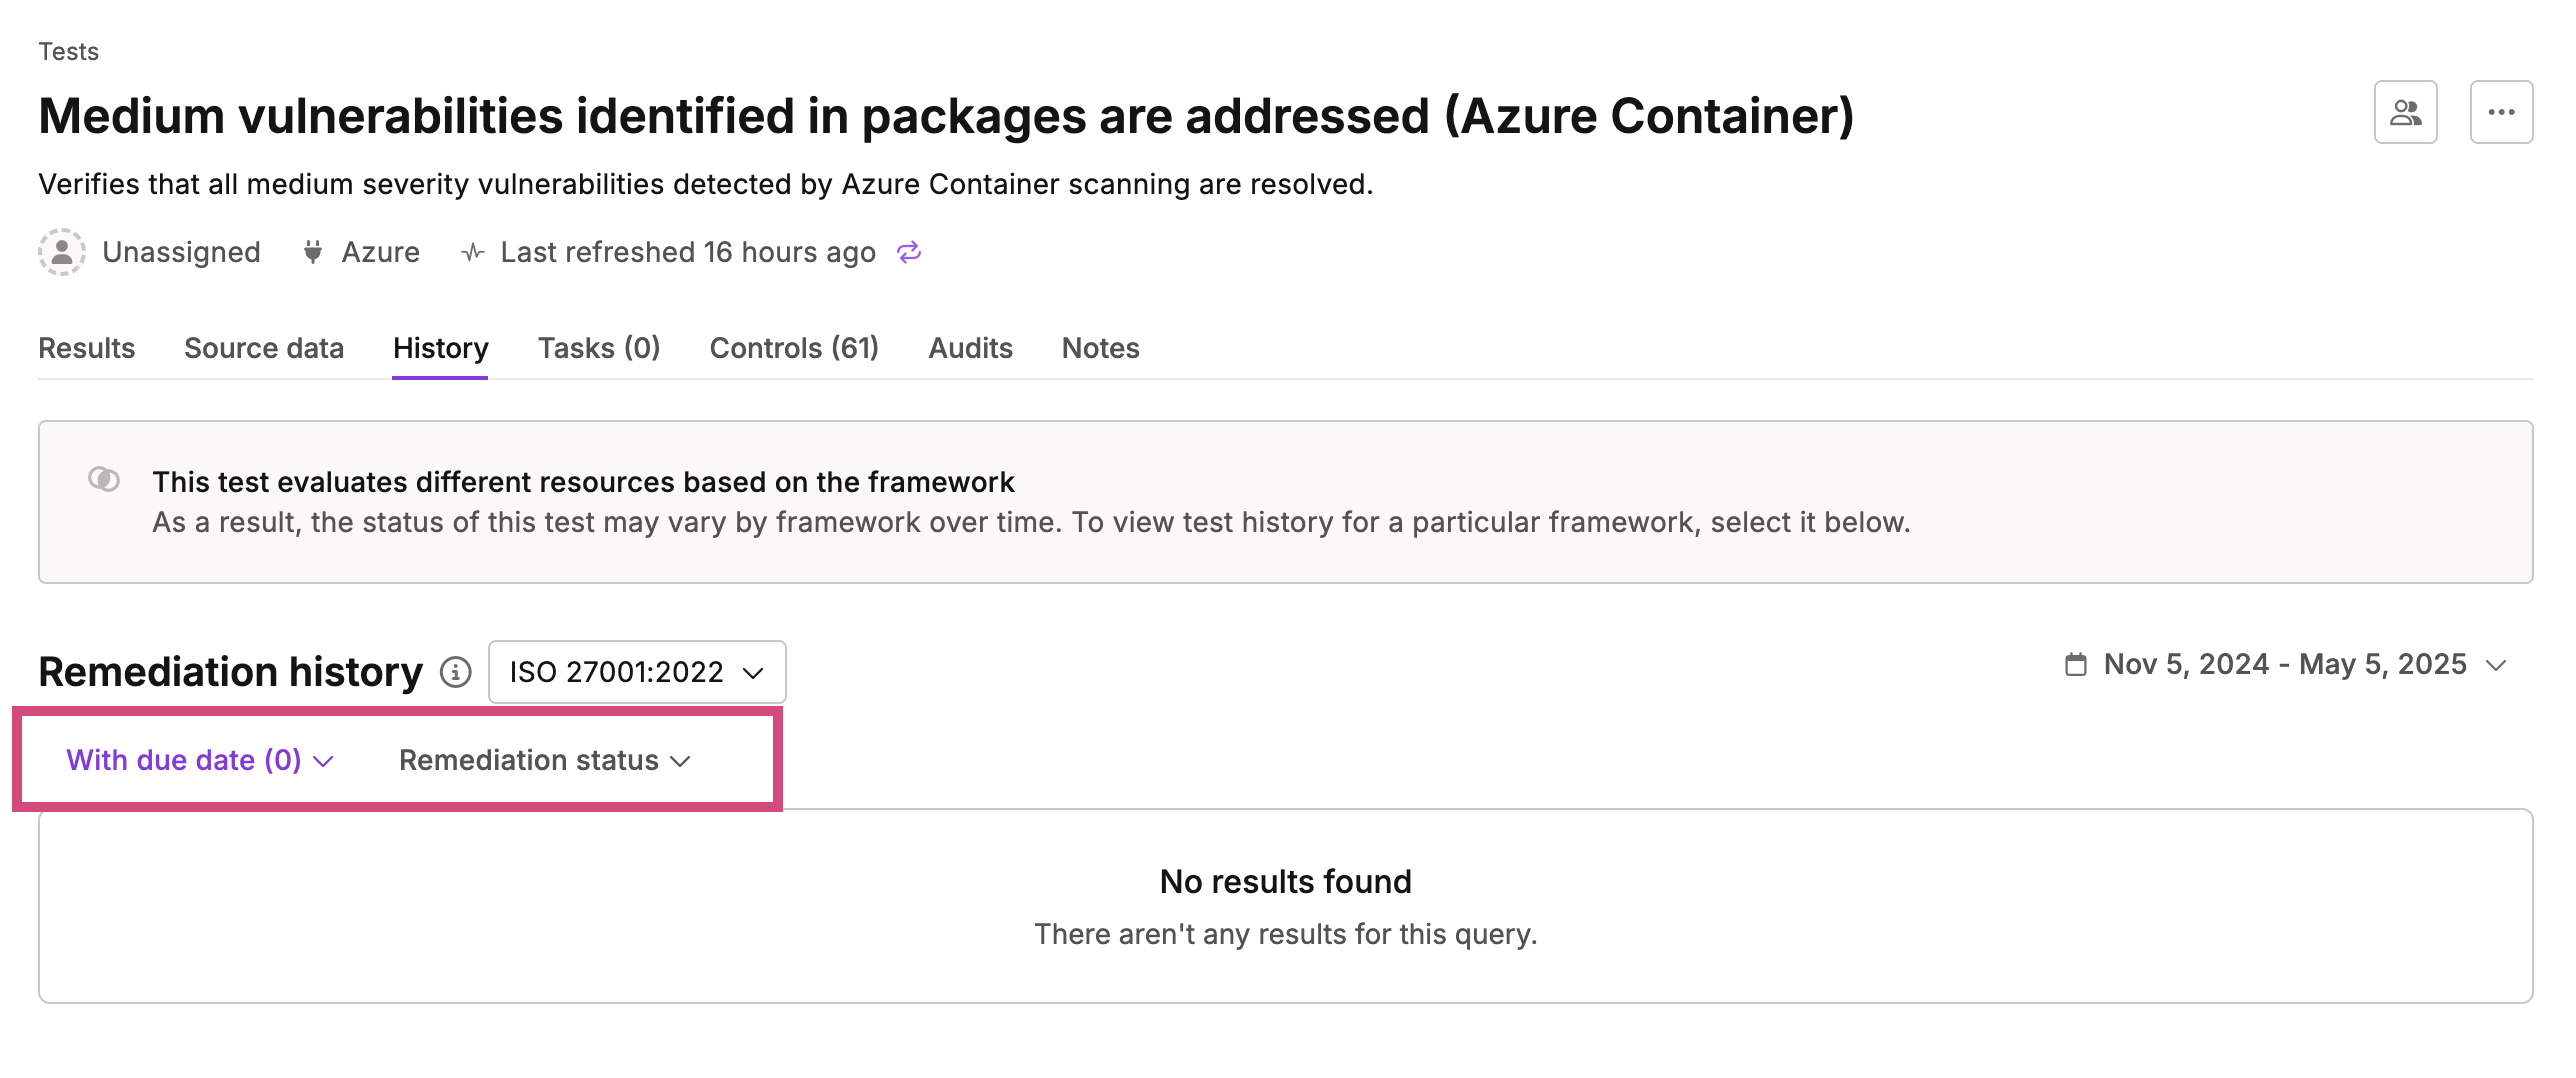 Tests
Medium vulnerabilities identified in packages are addressed (Azure Container)
Verifies that all medium severity vulnerabilities detected by Azure Container scanning are resolved.
Unassigned Azure Last refreshed 16 hours ago
Results Source data History Tasks (0) Controls (61) Audits Notes
This test evaluates different resources based on the framework
As a result, the status of this test may vary by framework over time. To view test history for a particular framework, select it below.
Remediation history ISO 27001:2022 Nov 5, 2024 - May 5, 2025
With due date (0) Remediation status
No results found
There aren't any results for this query.